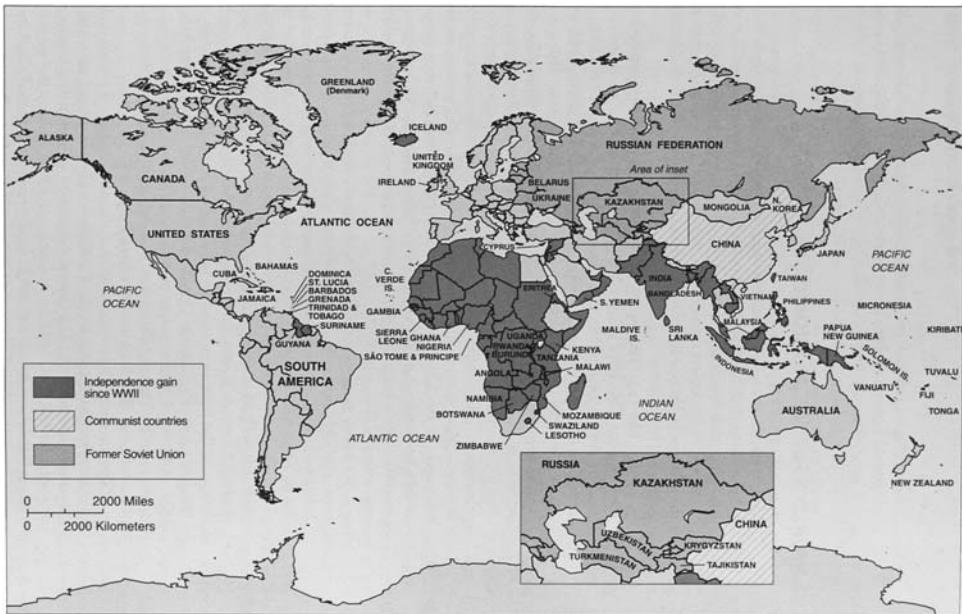 GREENLAND
(Denmark)
ICELAND
ALASKA
RUSSIAN FEDERATION
UNITED
KINGDOM
IRELAND
Area of inset
CANADA
BELARUS
UKRAINE
KAZAKHSTAN
MONGOLIA
N.
KOREA
ATLANTIC OCEAN
UNITED STATES
CHINA
JAPAN
PACIFIC
OCEAN
CYPRUS
BAHAMAS
CUBA
DOMINICA
ST. LUCIA
BARBADOS
GRENADA
TRINIDAD &
TOBAGO
JAMAICA
SURINAME
GUYANA
PACIFIC
OCEAN
C.
VERDE
IS.
GAMBIA
SIERRA
LEONE
GHANA
NIGERIA
SÃO TOME & PRINCIPE
ERITREA
S. YEMEN
INDIA
BANGLADESH
TAIWAN
VIETNAM
PHILIPPINES
MICRONESIA
MALAYSIA
MALDIVE
IS.
SRI
LANKA
UGANDA
RWANDA
BURUNDI
KENYA
TANZANIA
MALAWI
ANGOLA
NAMIBIA
BOTSWANA
ZIMBABWE
MOZAMBIQUE
SWAZILAND
LESOTHO
INDONESIA
PAPUA
NEW GUINEA
SOLOMON IS.
KIRIBATI
TUVALU
VANUATU
FIJI
TONGA
SOUTH
AMERICA
ATLANTIC OCEAN
INDIAN
OCEAN
AUSTRALIA
NEW ZEALAND
Independence gain
since WWII
Communist countries
Former Soviet Union
0 2000 Miles
0 2000 Kilometers
RUSSIA
KAZAKHSTAN
CHINA
UZBEKISTAN
KRYGYZSTAN
TURKMENISTAN
TAJIKISTAN